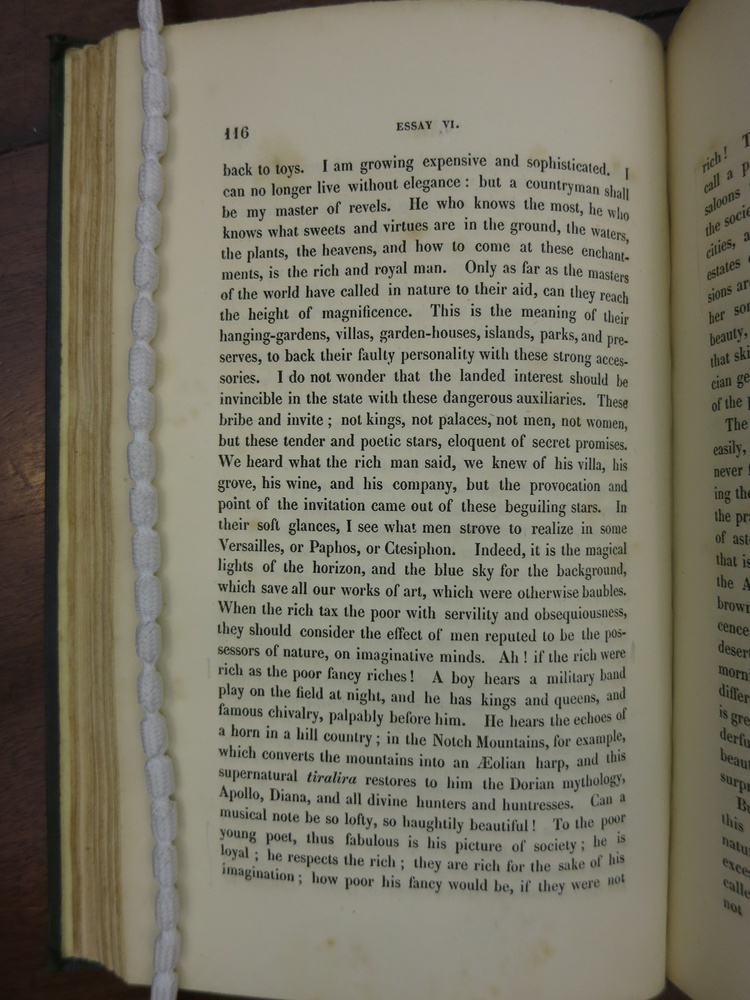 116
ESSAY VI.
back to toys. I am growing expensive and sophisticated. I
can no longer live without elegance : but a countryman shall
be my master of revels. He who knows the most, he who
knows what sweets and virtues are in the ground, the waters,
the plants, the heavens, and how to come at these enchant-
ments, is the rich and royal man. Only as far as the masters
of the world have called in nature to their aid, can they reach
the height of magnificence. This is the meaning of their
hanging-gardens, villas, garden-houses, islands, parks, and pre-
serves, to back their faulty personality with these strong acces-
sories. I do not wonder that the landed interest should be
invincible in the state with these dangerous auxiliaries. These
bribe and invite ; not kings, not palaces, not men, not women,
but these tender and poetic stars, eloquent of secret promises.
We heard what the rich man said, we knew of his villa, his
grove, his wine, and his company, but the provocation and
point of the invitation came out of these beguiling stars. In
their soft glances, I see what men strove to realize in some
Versailles, or Paphos, or Ctesiphon. Indeed, it is the magical
lights of the horizon, and the blue sky for the background,
which save all our works of art, which were otherwise baubles.
When the rich tax the poor with servility and obsequiousness,
they should consider the effect of men reputed to be the pos-
sessors of nature, on imaginative minds. Ah ! if the rich were
rich as the poor fancy riches ! A boy hears a military band
play on the field at night, and he has kings and queens, and
famous chivalry, palpably before him. He hears the echoes of
a horn in a hill country ; in the Notch Mountains, for example,
which converts the mountains into an Æolian harp, and this
supernatural tiralira restores to him the Dorian mythology,
Apollo, Diana, and all divine hunters and huntresses. Can a
musical note be so lofty, so haughtily beautiful ! To the poor
young poet, thus fabulous is his picture of society ; he is
loyal ; he respects the rich ; they are rich for the sake of his
imagination ; how poor his fancy would be, if they were not
rich ! T
call a p
saloons
the socie
cities, a
estates
sions ar
her so
beauty,
that ski
cian ge
of the
The
easily,
never
ing the
the pr
of ast
that is
the A
brown
cence
desert
morn
differ
is gre
derfu
beau
surp
B
this
natu
exce
calle
not